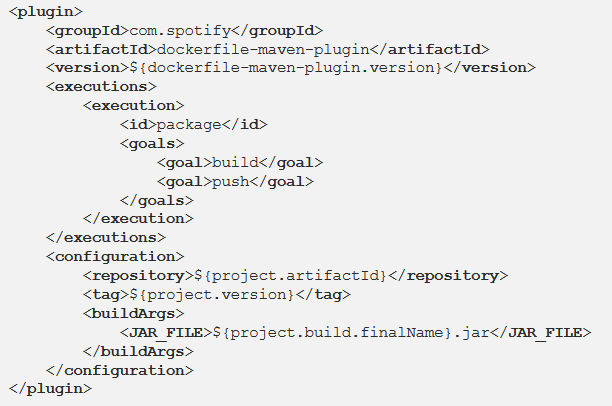 <plugin>
    <groupId>com.spotify</groupId>
    <artifactId>dockerfile-maven-plugin</artifactId>
    <version>${dockerfile-maven-plugin.version}</version>
    <executions>
        <execution>
            <id>package</id>
            <goals>
                <goal>build</goal>
                <goal>push</goal>
            </goals>
        </execution>
    </executions>
    <configuration>
        <repository>${project.artifactId}</repository>
        <tag>${project.version}</tag>
        <buildArgs>
            <JAR_FILE>${project.build.finalName}.jar</JAR_FILE>
        </buildArgs>
    </configuration>
</plugin>